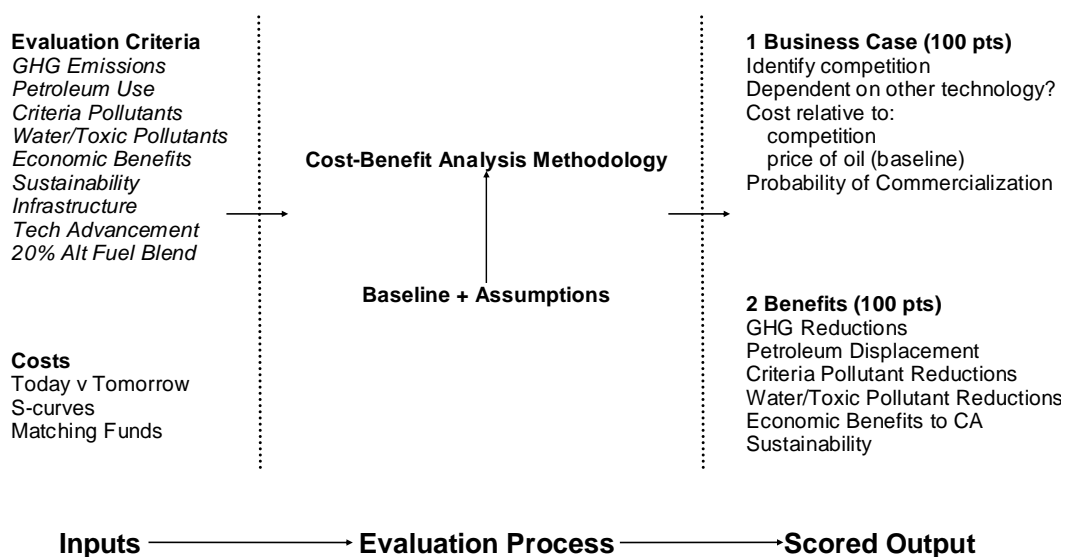 Evaluation Criteria
GHG Emissions
Petroleum Use
Criteria Pollutants
Water/Toxic Pollutants
Economic Benefits
Sustainability
Infrastructure
Tech Advancement
20% Alt Fuel Blend
Costs
Today v Tomorrow
S-curves
Matching Funds
Cost-Benefit Analysis Methodology
Baseline + Assumptions
1 Business Case (100 pts)
Identify competition
Dependent on other technology?
Cost relative to:
competition
price of oil (baseline)
Probability of Commercialization
2 Benefits (100 pts)
GHG Reductions
Petroleum Displacement
Criteria Pollutant Reductions
Water/Toxic Pollutant Reductions
Economic Benefits to CA
Sustainability
Inputs
Evaluation Process
Scored Output